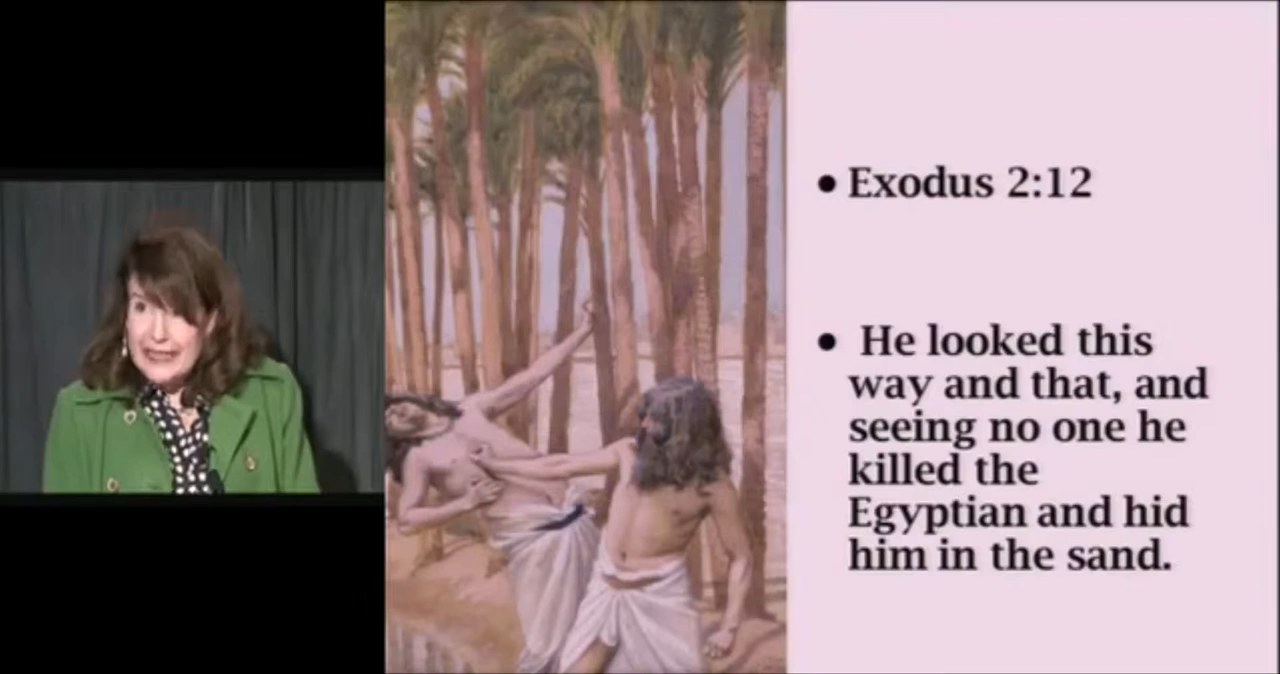 • Exodus 2:12
• He looked this
way and that, and
seeing no one he
killed the
Egyptian and hid
him in the sand.